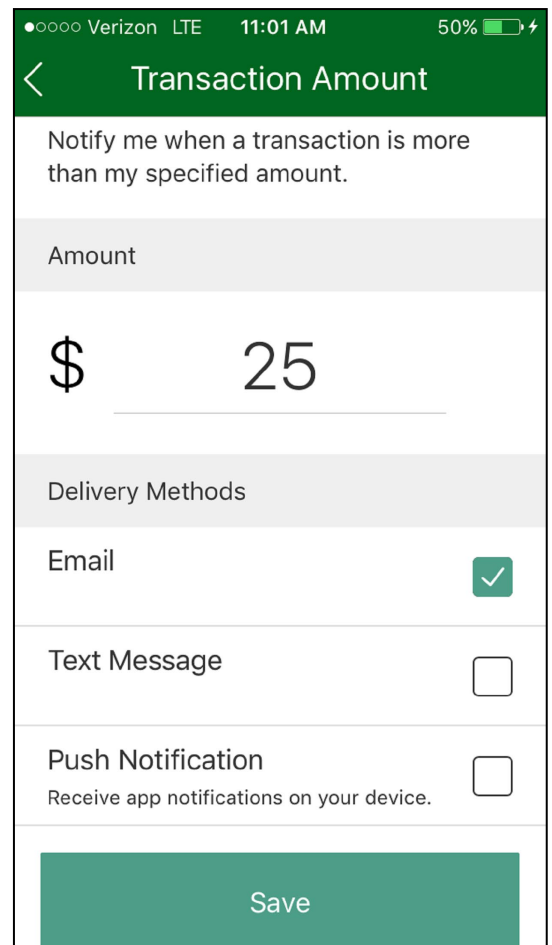 Verizon LTE 11:01 AM 50%
Transaction Amount
Notify me when a transaction is more
than my specified amount.
Amount
$ 25
Delivery Methods
Email
Text Message
Push Notification
Receive app notifications on your device.
Save